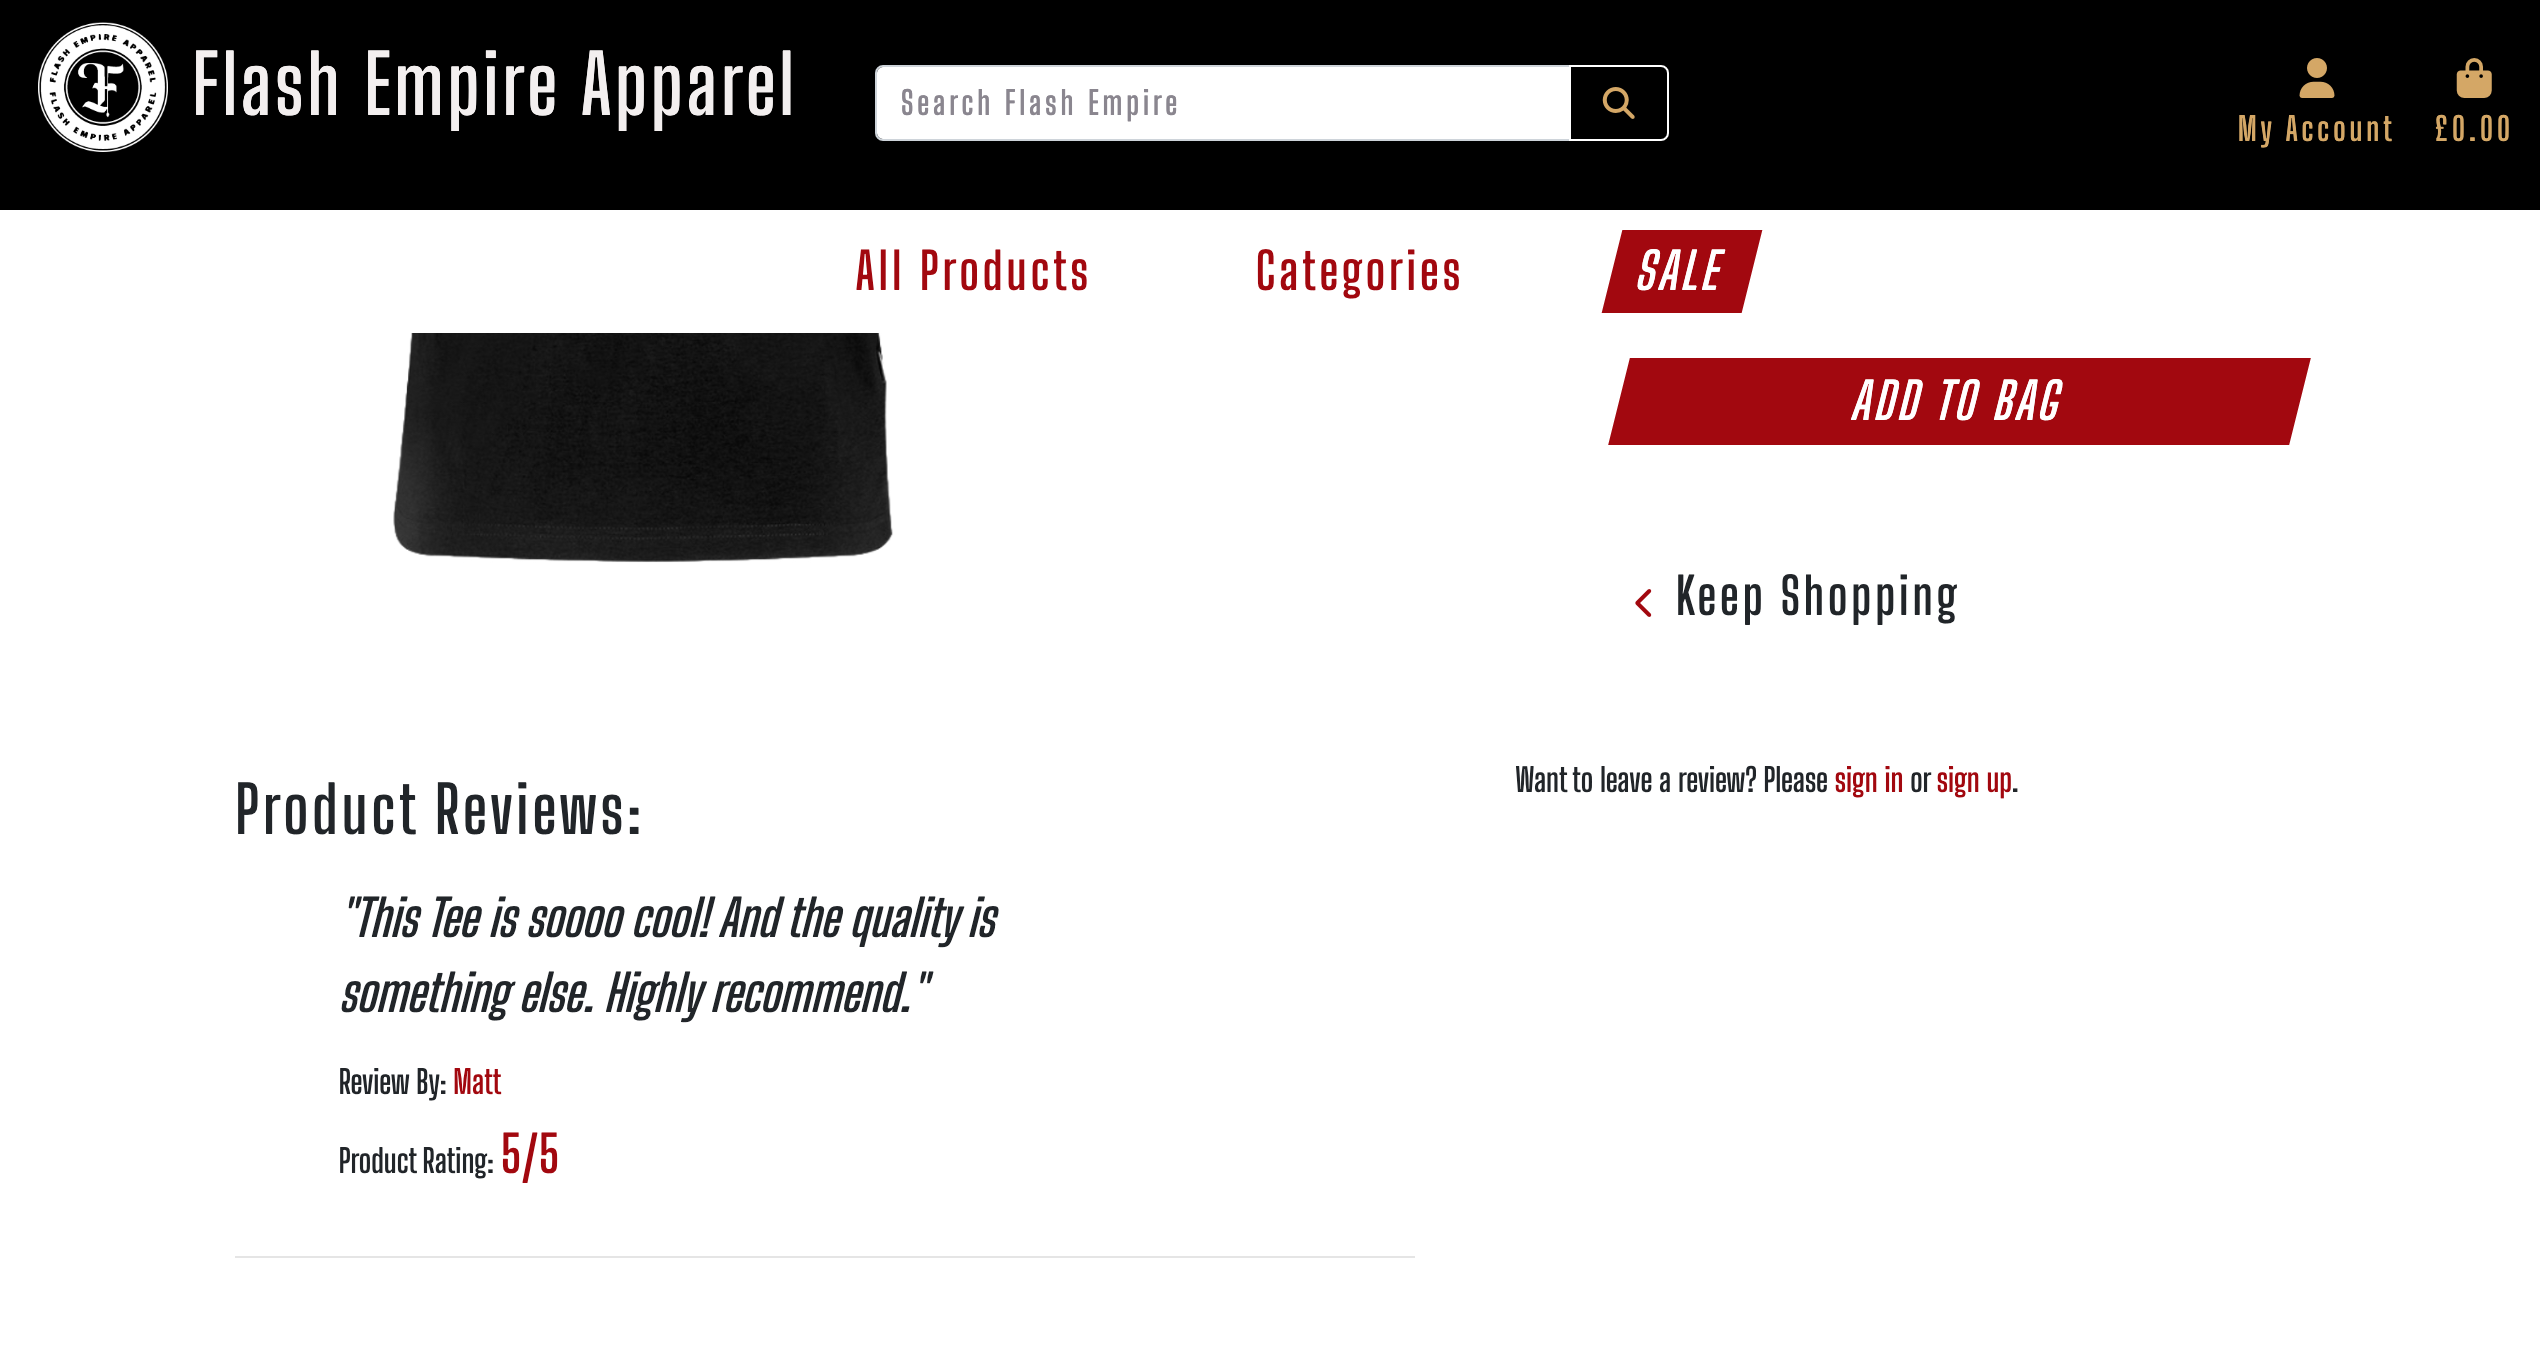 FLASH EMPIRE APPAREL
FLASH EMPIRE APPAREL
F
Flash Empire Apparel
Search Flash Empire
My Account
£0.00
All Products
Categories
SALE
ADD TO BAG
Keep Shopping
Want to leave a review? Please sign in or sign up.
Product Reviews:
"This Tee is soooo cool! And the quality is
something else. Highly recommend."
Review By: Matt
Product Rating: 5/5